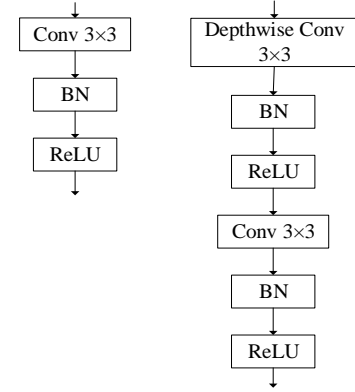 Conv 3×3
BN
ReLU
Depthwise Conv
3×3
BN
ReLU
Conv 3×3
BN
ReLU